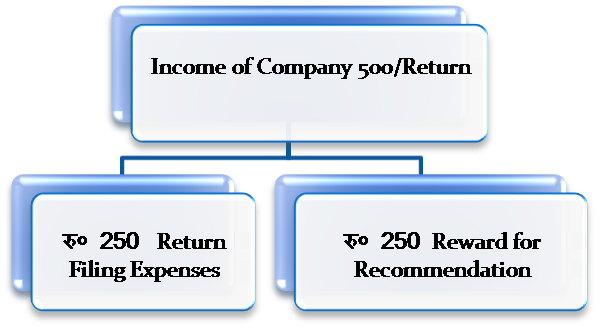 Income of Company 500/Return
रु० 250 Return
Filing Expenses
रु० 250 Reward for
Recommendation